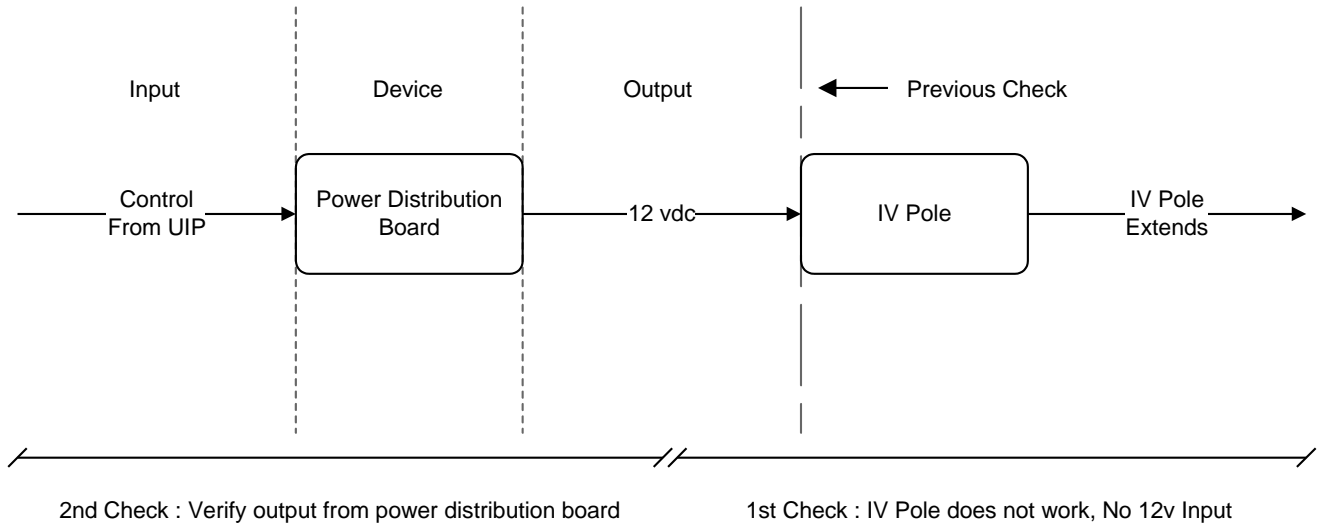 Input
Device
Output
Previous Check
Control
From UIP
Power Distribution
Board
12 vdc
IV Pole
IV Pole
Extends
2nd Check : Verify output from power distribution board
1st Check : IV Pole does not work, No 12v Input